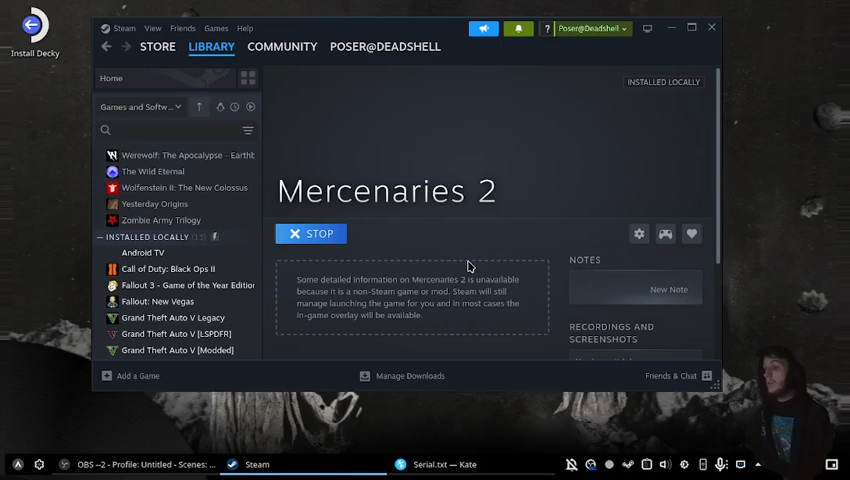 Install Decky
Steam View Friends Games Help
? Poser@Deadshell
STORE LIBRARY COMMUNITY POSER@DEADSHELL
Home
INSTALLED LOCALLY
Games and Softw...
Werewolf: The Apocalypse - Earthb
The Wild Eternal
Wolfenstein II: The New Colossus
Yesterday Origins
Zombie Army Trilogy
INSTALLED LOCALLY (13)
Android TV
Call of Duty: Black Ops II
Fallout 3 - Game of the Year Edition
Fallout: New Vegas
Grand Theft Auto V Legacy
Grand Theft Auto V [LSPDFR]
Grand Theft Auto V [Modded]
Mercenaries 2
STOP
Some detailed information on Mercenaries 2 is unavailable
because it is a non-Steam game or mod. Steam will still
manage launching the game for you and in most cases the
in-game overlay will be available.
NOTES
New Note
RECORDINGS AND
SCREENSHOTS
Add a Game
Manage Downloads
Friends & Chat
OBS --2 - Profile: Untitled - Scenes: ...
Steam
Serial.txt — Kate